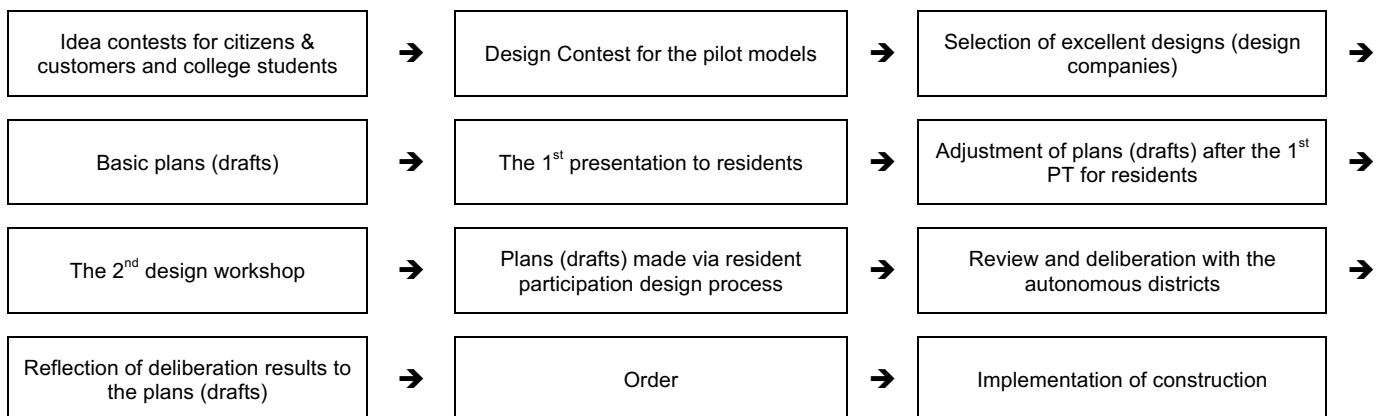 Idea contests for citizens &
customers and college students
➔
Design Contest for the pilot models
➔
Selection of excellent designs (design
companies)
➔
Basic plans (drafts)
➔
The 1st presentation to residents
➔
Adjustment of plans (drafts) after the 1st
PT for residents
➔
The 2nd design workshop
➔
Plans (drafts) made via resident
participation design process
➔
Review and deliberation with the
autonomous districts
➔
Reflection of deliberation results to
the plans (drafts)
➔
Order
➔
Implementation of construction